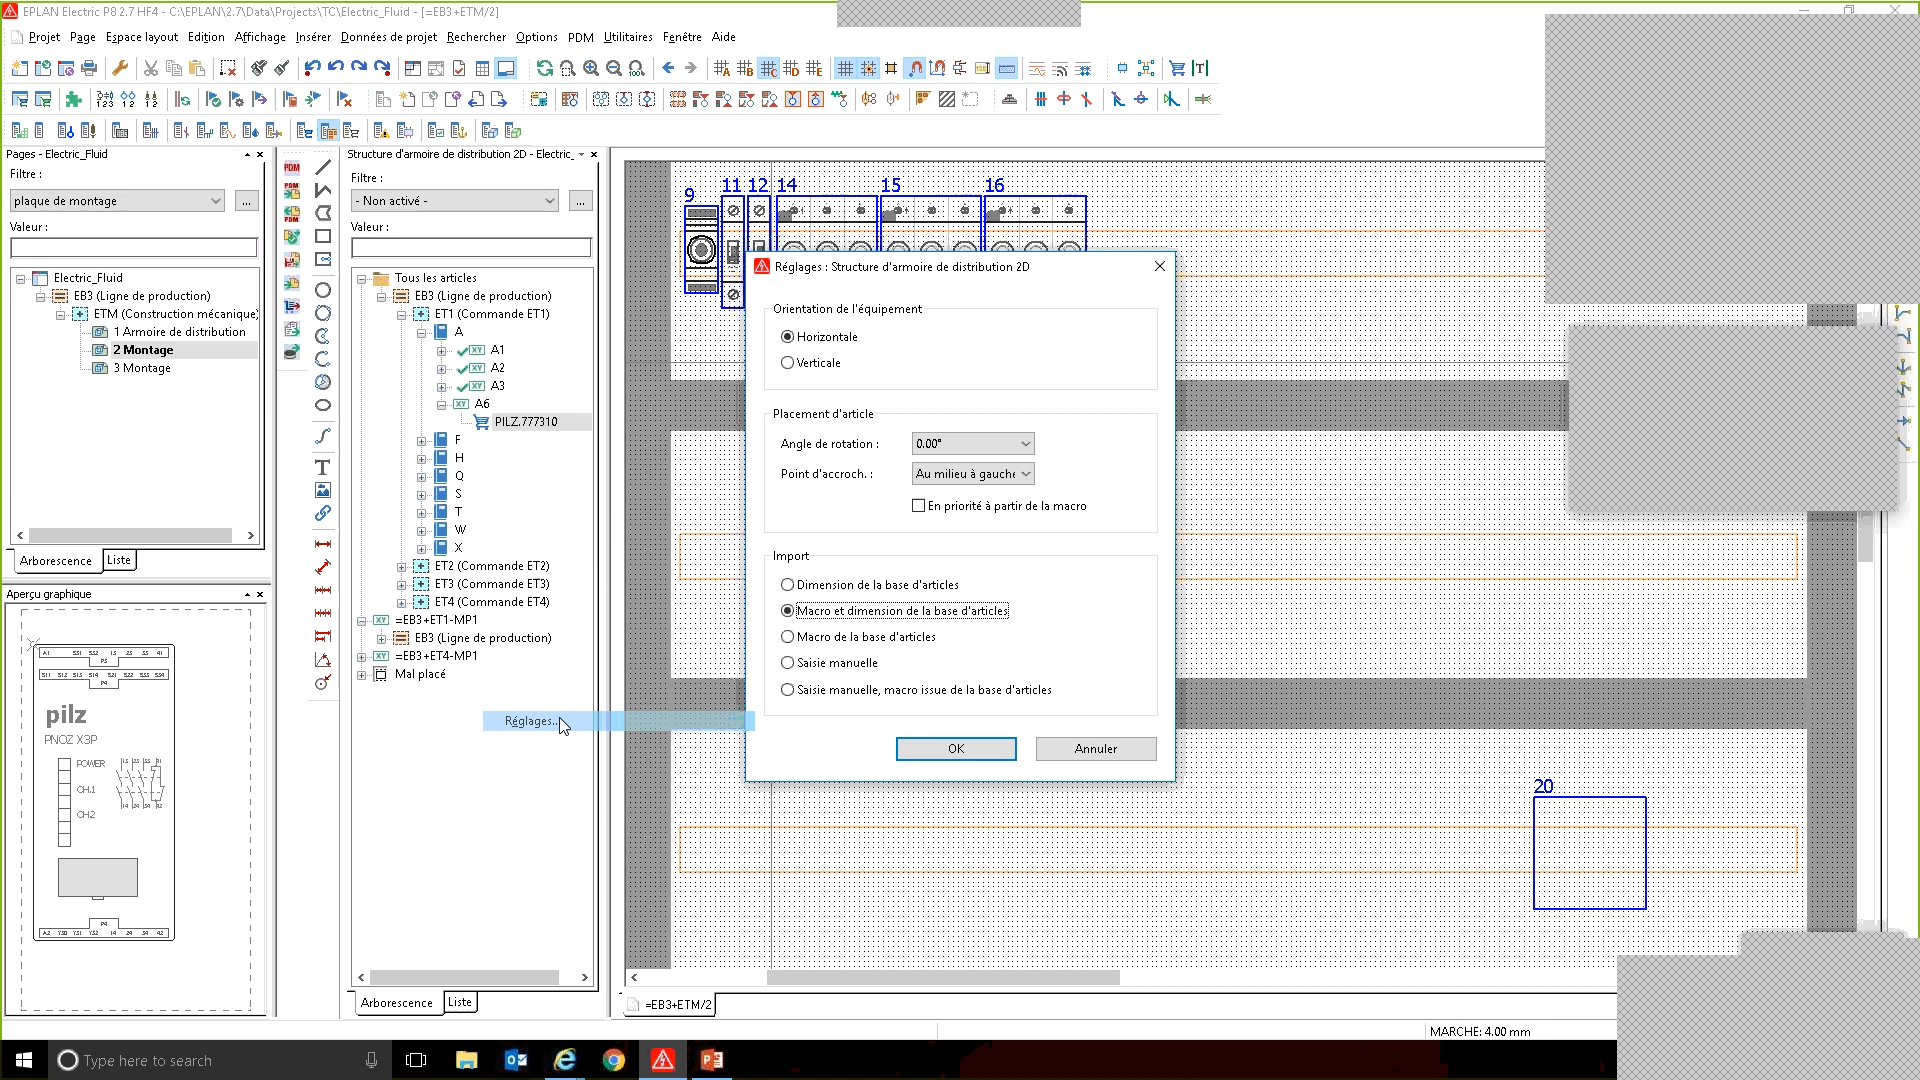 EPLAN Electric P8 2.7 HF4 - C:\EPLAN\2.7\Data\Projects\TC\Electric_Fluid - [=EB3+ETM/2]
Projet Page Espace layout Edition Affichage Insérer Données de projet Rechercher Options PDM Utilitaires Fenêtre Aide
Pages - Electric_Fluid
Filtre :
plaque de montage
...
Valeur :
Electric_Fluid
EB3 (Ligne de production)
ETM (Construction mécanique)
1 Armoire de distribution
2 Montage
3 Montage
Arborescence
Liste
Aperçu graphique
pilz
PNOZ X3P
POWER
CH.1
CH.2
Structure d'armoire de distribution 2D - Electric_
Filtre :
- Non activé -
...
Valeur :
Tous les articles
EB3 (Ligne de production)
ET1 (Commande ET1)
A
A1
A2
A3
A6
PILZ.777310
F
H
Q
S
T
W
X
ET2 (Commande ET2)
ET3 (Commande ET3)
ET4 (Commande ET4)
=EB3+ET1-MP1
EB3 (Ligne de production)
=EB3+ET4-MP1
Mal placé
Réglages...
Arborescence
Liste
9 11 12 14 15 16
Réglages : Structure d'armoire de distribution 2D
Orientation de l'équipement
Horizontale
Verticale
Placement d'article
Angle de rotation : 0.00°
Point d'accroch. : Au milieu à gauche
En priorité à partir de la macro
Import
Dimension de la base d'articles
Macro et dimension de la base d'articles
Macro de la base d'articles
Saisie manuelle
Saisie manuelle, macro issue de la base d'articles
OK
Annuler
20
=EB3+ETM/2
MARCHE: 4.00 mm
Type here to search